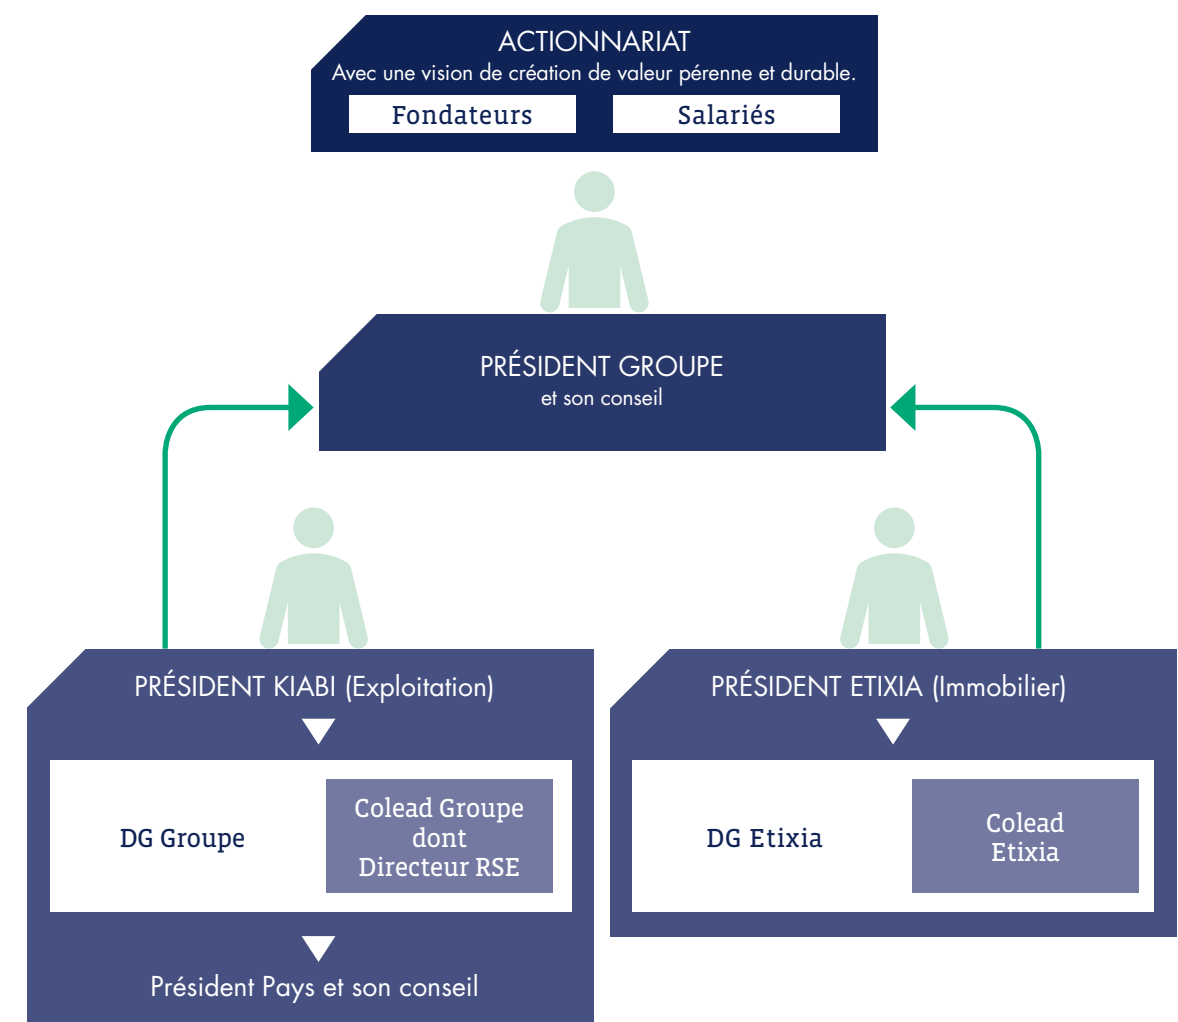 ACTIONNARIAT
Avec une vision de création de valeur pérenne et durable.
Fondateurs
Salariés
PRÉSIDENT GROUPE
et son conseil
PRÉSIDENT KIABI (Exploitation)
DG Groupe
Colead Groupe
dont
Directeur RSE
Président Pays et son conseil
PRÉSIDENT ETIXIA (Immobilier)
DG Etixia
Colead
Etixia